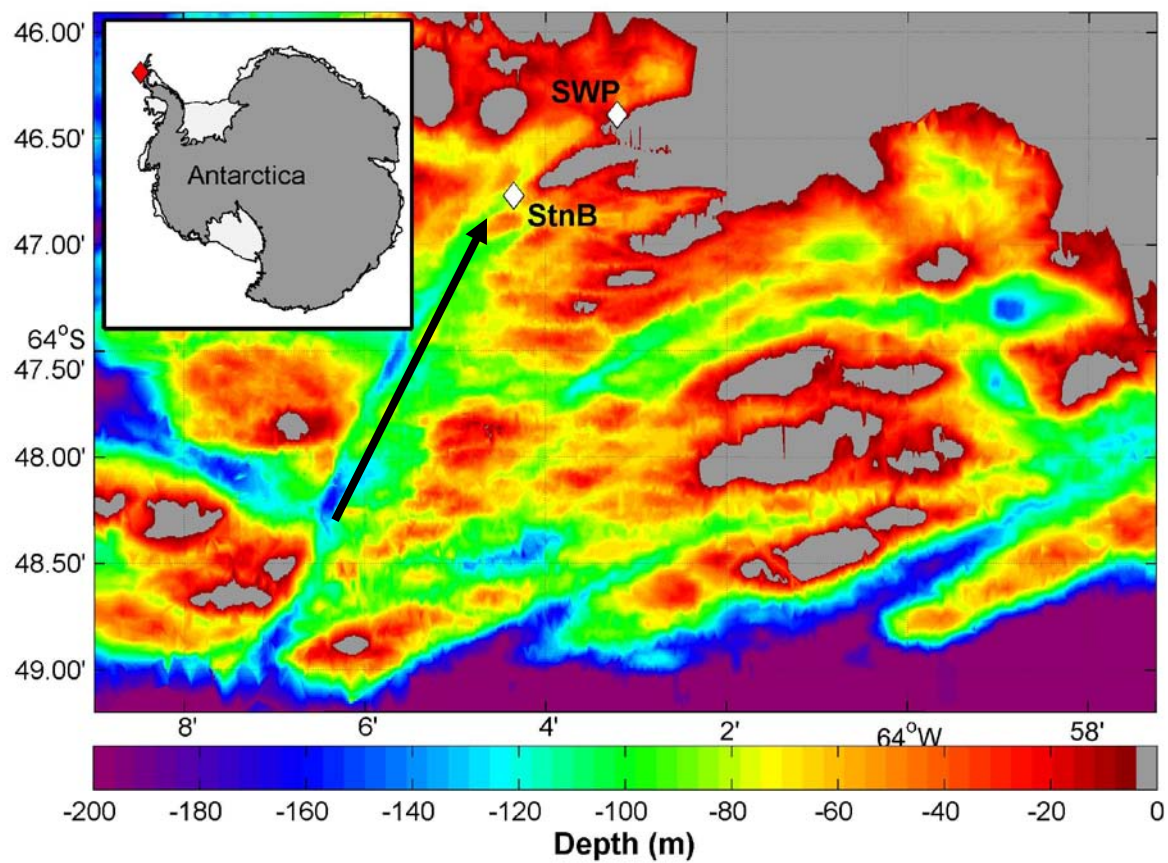 46.00'
46.50'
47.00'
64°S
47.50'
48.00'
48.50'
49.00'
Antarctica
SWP
StnB
8' 6' 4' 2' 64°W 58'
-200 -180 -160 -140 -120 -100 -80 -60 -40 -20 0
Depth (m)